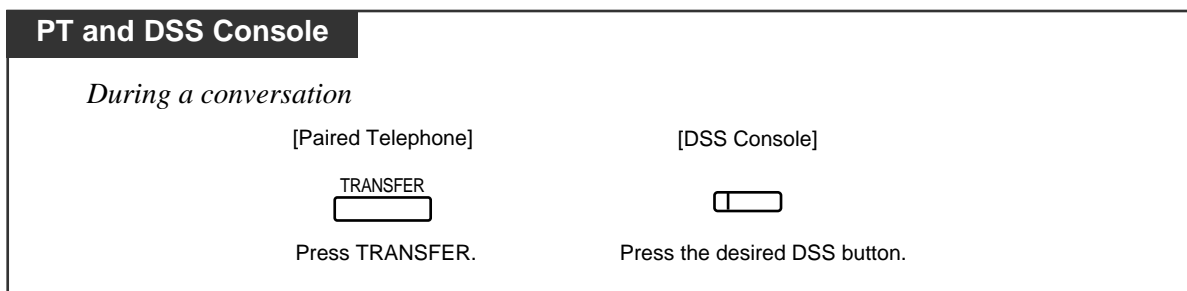 PT and DSS Console
During a conversation
[Paired Telephone] [DSS Console]
TRANSFER
Press TRANSFER. Press the desired DSS button.